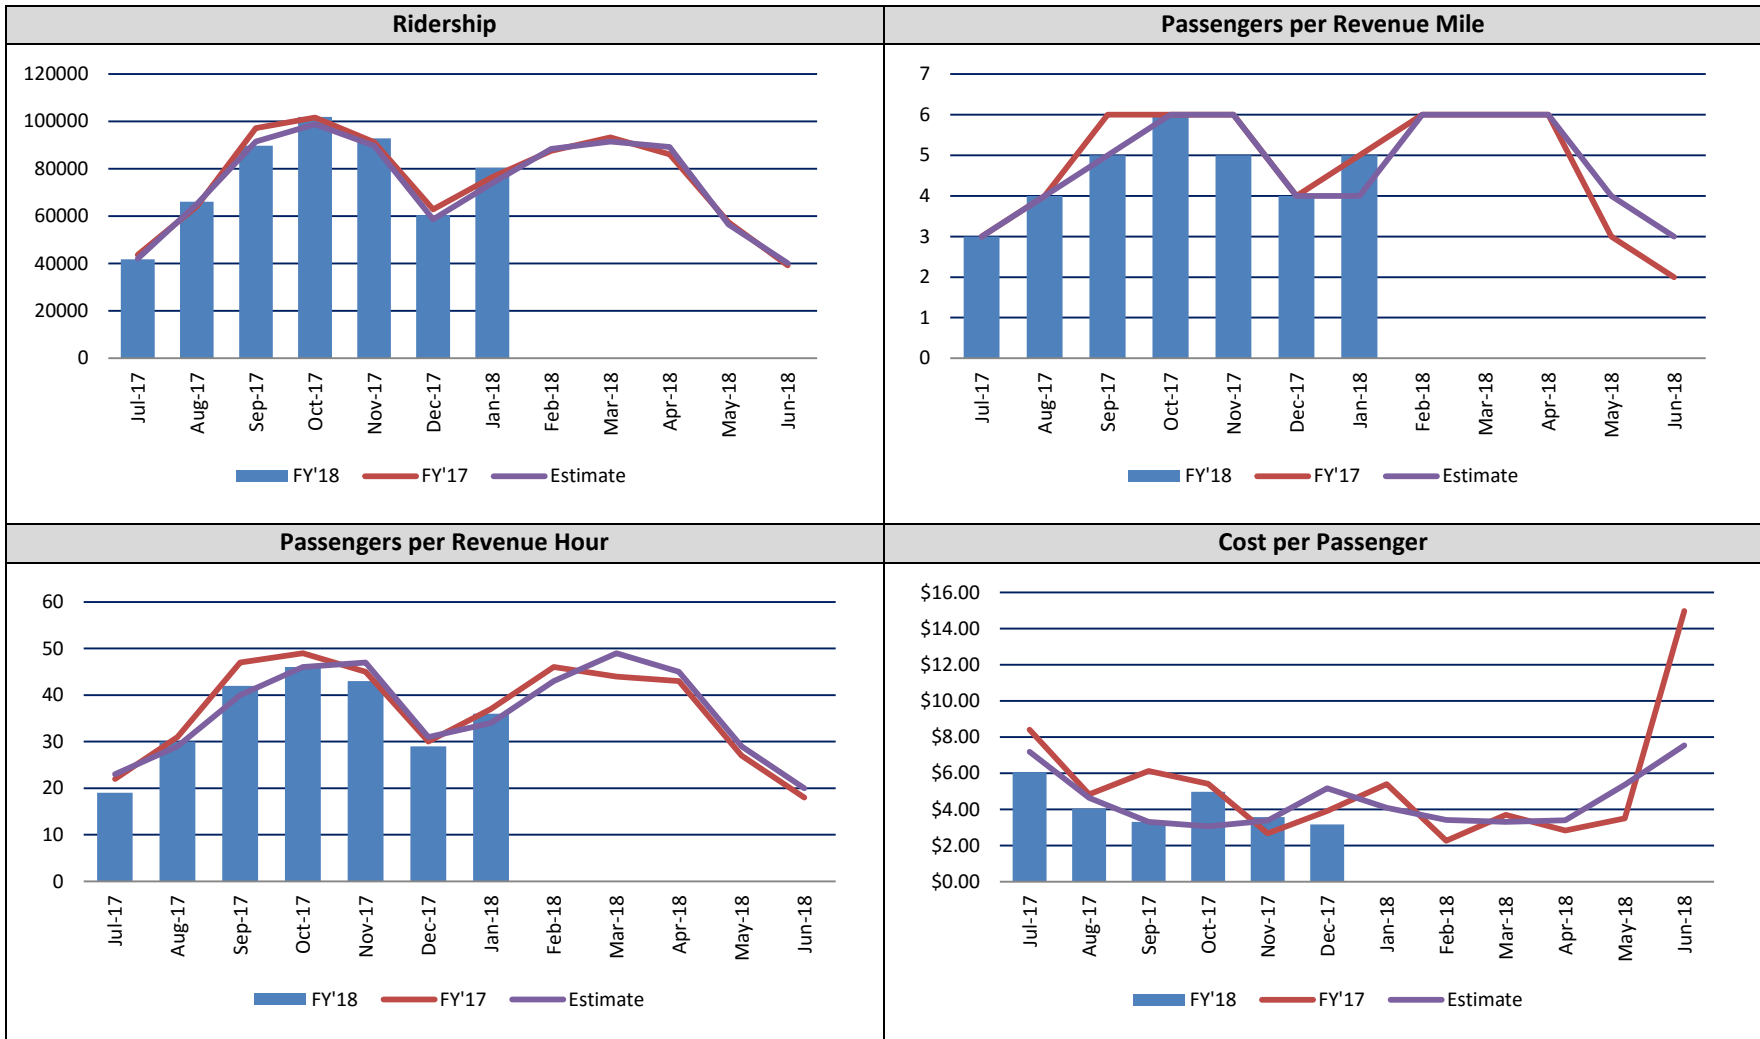 Ridership
120000
100000
80000
60000
40000
20000
0
Jul-17
Aug-17
Sep-17
Oct-17
Nov-17
Dec-17
Jan-18
Feb-18
Mar-18
Apr-18
May-18
Jun-18
FY'18 FY'17 Estimate
Passengers per Revenue Mile
7
6
5
4
3
2
1
0
Jul-17
Aug-17
Sep-17
Oct-17
Nov-17
Dec-17
Jan-18
Feb-18
Mar-18
Apr-18
May-18
Jun-18
FY'18 FY'17 Estimate
Passengers per Revenue Hour
60
50
40
30
20
10
0
Jul-17
Aug-17
Sep-17
Oct-17
Nov-17
Dec-17
Jan-18
Feb-18
Mar-18
Apr-18
May-18
Jun-18
FY'18 FY'17 Estimate
Cost per Passenger
$16.00
$14.00
$12.00
$10.00
$8.00
$6.00
$4.00
$2.00
$0.00
Jul-17
Aug-17
Sep-17
Oct-17
Nov-17
Dec-17
Jan-18
Feb-18
Mar-18
Apr-18
May-18
Jun-18
FY'18 FY'17 Estimate